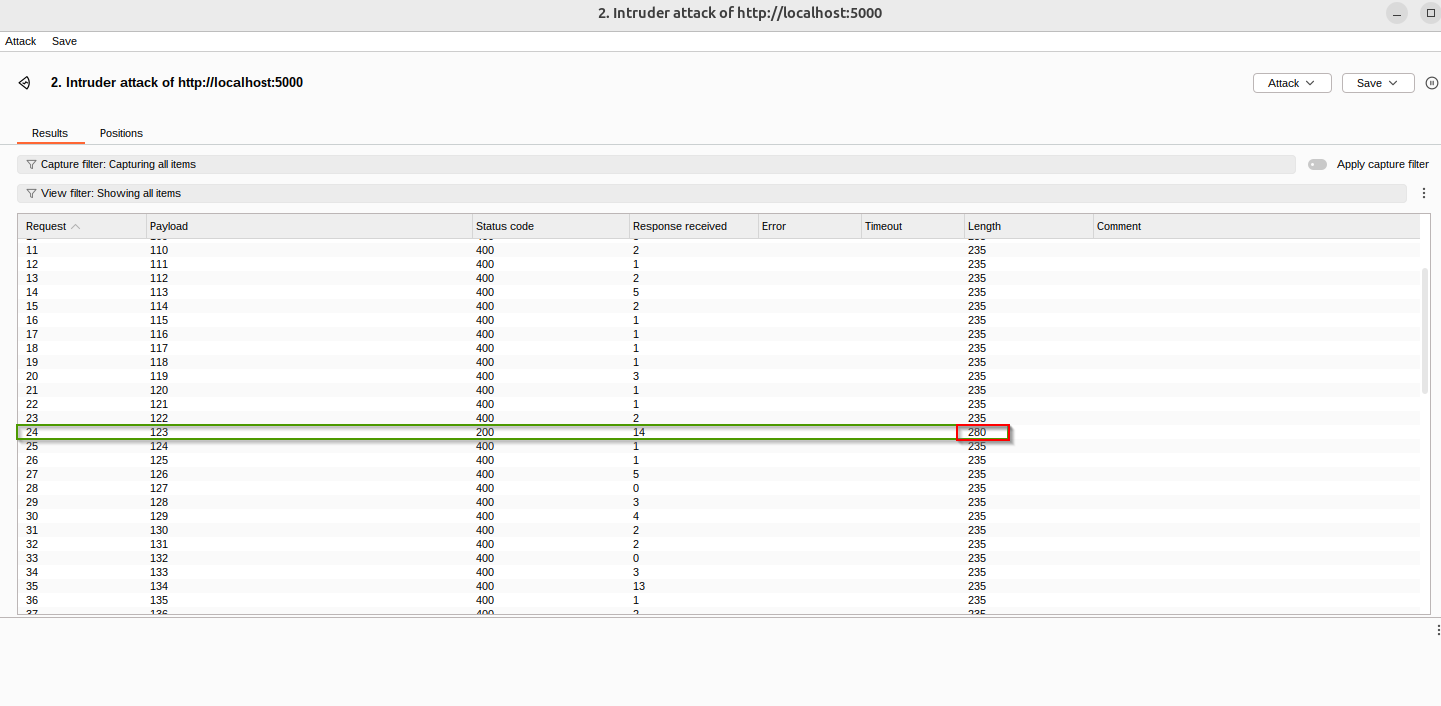 2. Intruder attack of http://localhost:5000
Attack Save
2. Intruder attack of http://localhost:5000 Attack Save
Results Positions
Capture filter: Capturing all items Apply capture filter
View filter: Showing all items
Request Payload Status code Response received Error Timeout Length Comment
11 110 400 2 235
12 111 400 1 235
13 112 400 2 235
14 113 400 5 235
15 114 400 2 235
16 115 400 1 235
17 116 400 1 235
18 117 400 1 235
19 118 400 1 235
20 119 400 3 235
21 120 400 1 235
22 121 400 1 235
23 122 400 2 235
24 123 200 14 280
25 124 400 1 235
26 125 400 1 235
27 126 400 5 235
28 127 400 0 235
29 128 400 3 235
30 129 400 4 235
31 130 400 2 235
32 131 400 2 235
33 132 400 0 235
34 133 400 3 235
35 134 400 13 235
36 135 400 1 235
37 136 400 2 235